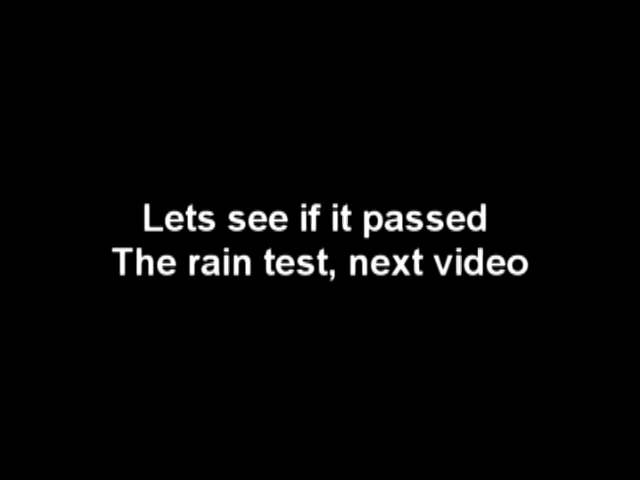 Lets see if it passed
The rain test, next video